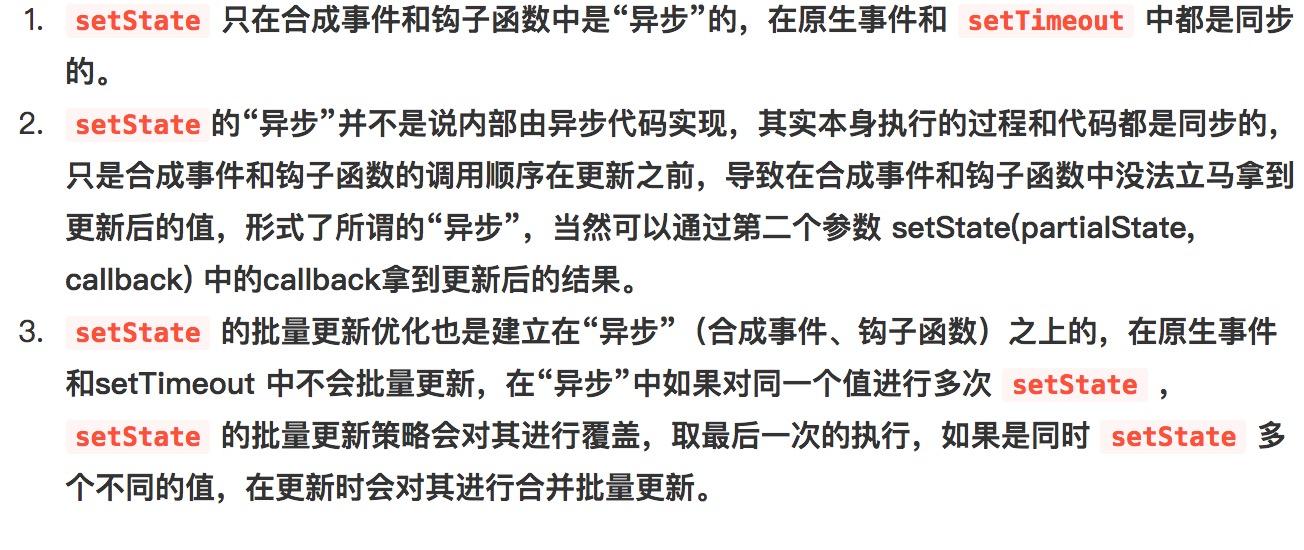 1. setState 只在合成事件和钩子函数中是“异步”的，在原生事件和 setTimeout 中都是同步
的。
2. setState的“异步”并不是说内部由异步代码实现，其实本身执行的过程和代码都是同步的，
只是合成事件和钩子函数的调用顺序在更新之前，导致在合成事件和钩子函数中没法立马拿到
更新后的值，形式了所谓的“异步”，当然可以通过第二个参数 setState(partialState,
callback) 中的callback拿到更新后的结果。
3. setState 的批量更新优化也是建立在“异步”（合成事件、钩子函数）之上的，在原生事件
和setTimeout 中不会批量更新，在“异步”中如果对同一个值进行多次 setState ，
setState 的批量更新策略会对其进行覆盖，取最后一次的执行，如果是同时 setState 多
个不同的值，在更新时会对其进行合并批量更新。